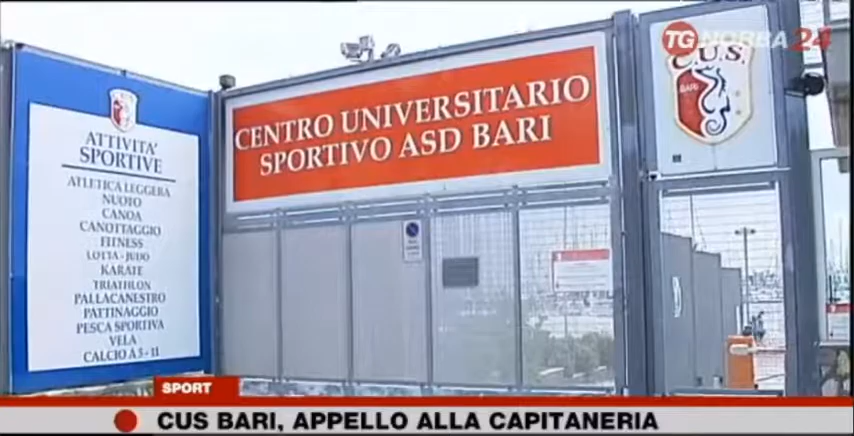 TG NORBA 24
C.U.S.
BARI
CENTRO UNIVERSITARIO
SPORTIVO ASD BARI
ATTIVITA'
SPORTIVE
ATLETICA LEGGERA
NUOTO
CANOA
CANOTTAGGIO
FITNESS
LOTTA - JUDO
KARATE
TRIATHLON
PALLACANESTRO
PATTINAGGIO
PESCA SPORTIVA
VELA
CALCIO A 5 - 11
SPORT
CUS BARI, APPELLO ALLA CAPITANERIA